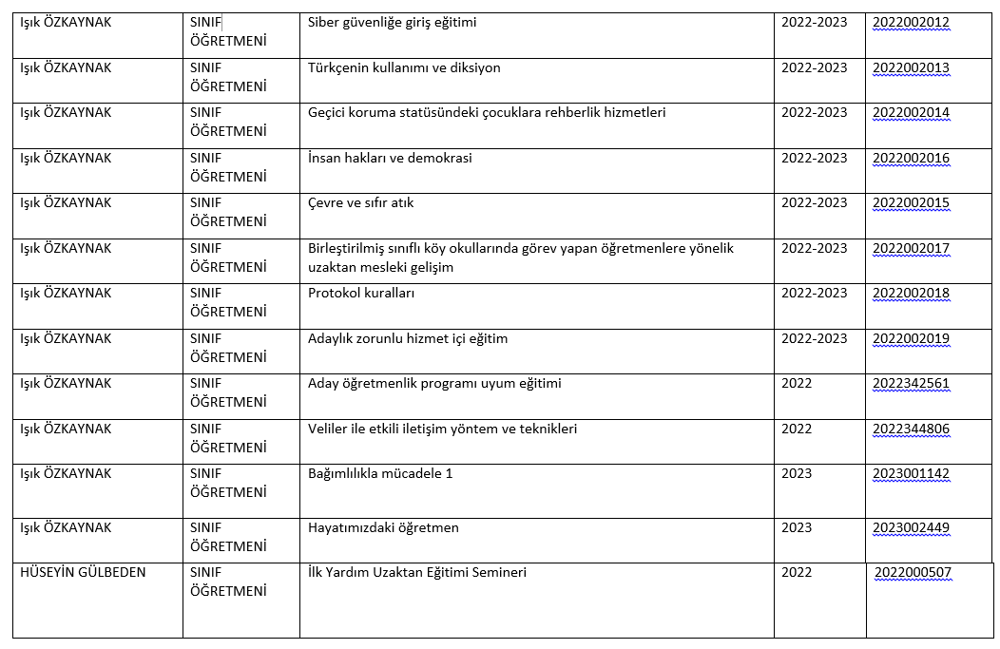 Işık ÖZKAYNAK SINIF Siber güvenliğe giriş eğitimi 2022-2023 2022002012
ÖĞRETMENİ
Işık ÖZKAYNAK SINIF Türkçenin kullanımı ve diksiyon 2022-2023 2022002013
ÖĞRETMENİ
Işık ÖZKAYNAK SINIF Geçici koruma statüsündeki çocuklara rehberlik hizmetleri 2022-2023 2022002014
ÖĞRETMENİ
Işık ÖZKAYNAK SINIF İnsan hakları ve demokrasi 2022-2023 2022002016
ÖĞRETMENİ
Işık ÖZKAYNAK SINIF Çevre ve sıfır atık 2022-2023 2022002015
ÖĞRETMENİ
Işık ÖZKAYNAK SINIF Birleştirilmiş sınıflı köy okullarında görev yapan öğretmenlere yönelik 2022-2023 2022002017
ÖĞRETMENİ uzaktan mesleki gelişim
Işık ÖZKAYNAK SINIF Protokol kuralları 2022-2023 2022002018
ÖĞRETMENİ
Işık ÖZKAYNAK SINIF Adaylık zorunlu hizmet içi eğitim 2022-2023 2022002019
ÖĞRETMENİ
Işık ÖZKAYNAK SINIF Aday öğretmenlik programı uyum eğitimi 2022 2022342561
ÖĞRETMENİ
Işık ÖZKAYNAK SINIF Veliler ile etkili iletişim yöntem ve teknikleri 2022 2022344806
ÖĞRETMENİ
Işık ÖZKAYNAK SINIF Bağımlılıkla mücadele 1 2023 2023001142
ÖĞRETMENİ
Işık ÖZKAYNAK SINIF Hayatımızdaki öğretmen 2023 2023002449
ÖĞRETMENİ
HÜSEYİN GÜLBEDEN SINIF İlk Yardım Uzaktan Eğitimi Semineri 2022 2022000507
ÖĞRETMENİ